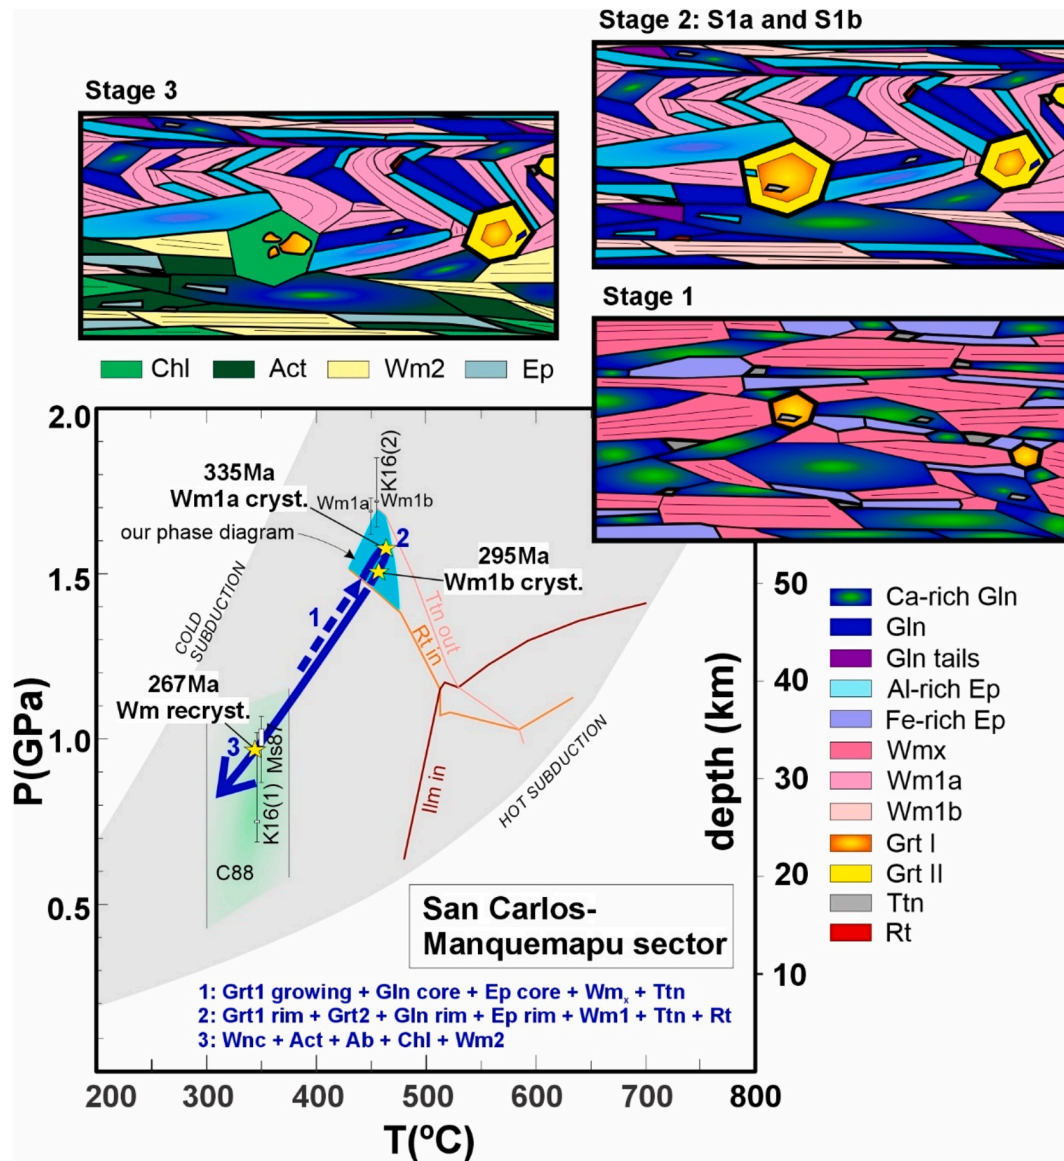 Stage 2: S1a and S1b
Stage 3
Stage 1
Chl
Act
Wm2
Ep
2.0
1.5
1.0
0.5
P(GPa)
335Ma
Wm1a cryst.
our phase diagram
K16(2)
Wm1a
Wm1b
2
295Ma
Wm1b cryst.
1
COLD
SUBDUCTION
Ttn out
Rt in
267Ma
Wm recryst.
3
Ms87
K16(1)
C88
Ilm in
HOT SUBDUCTION
50
40
30
20
10
depth (km)
Ca-rich Gln
Gln
Gln tails
Al-rich Ep
Fe-rich Ep
Wmx
Wm1a
Wm1b
Grt I
Grt II
Ttn
Rt
San Carlos-
Manquemapu sector
1: Grt1 growing + Gln core + Ep core + Wmₓ + Ttn
2: Grt1 rim + Grt2 + Gln rim + Ep rim + Wm1 + Ttn + Rt
3: Wnc + Act + Ab + Chl + Wm2
200 300 400 500 600 700 800
T(ºC)